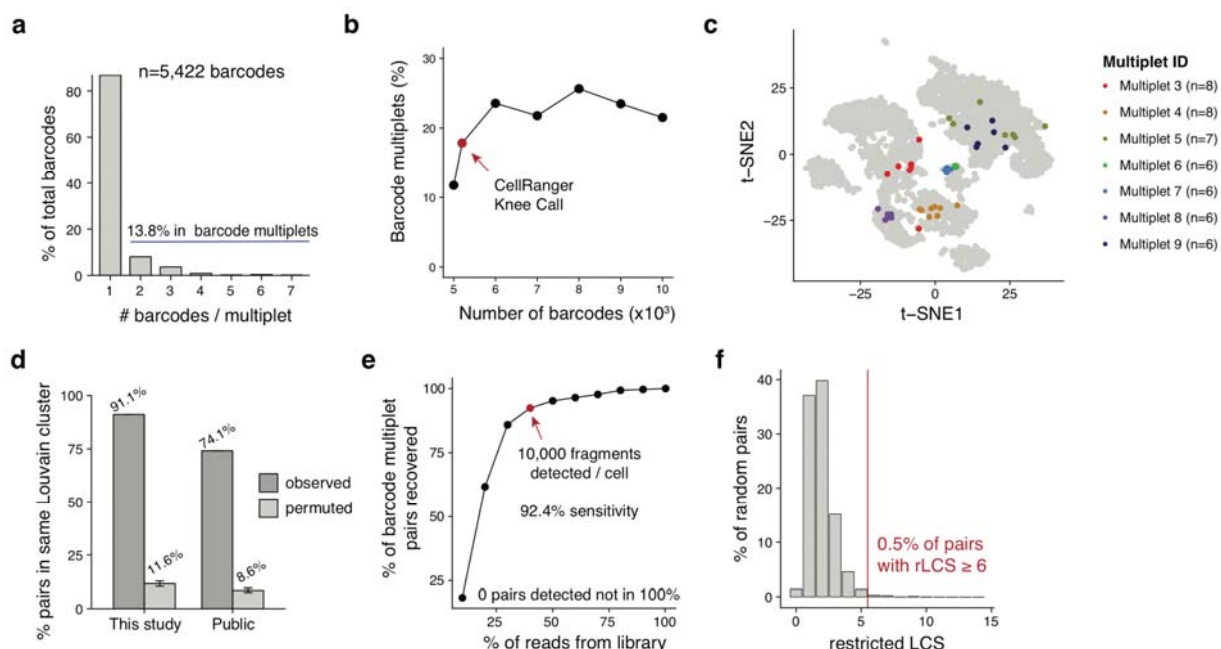 a
n=5,422 barcodes
80
60
40
20
0
% of total barcodes
13.8% in barcode multiplets
1 2 3 4 5 6 7
# barcodes / multiplet
b
30
20
10
0
Barcode multiplets (%)
CellRanger
Knee Call
5 6 7 8 9 10
Number of barcodes (x10³)
c
25
0
−25
t−SNE2
−25 0 25
t−SNE1
Multiplet ID
Multiplet 3 (n=8)
Multiplet 4 (n=8)
Multiplet 5 (n=7)
Multiplet 6 (n=6)
Multiplet 7 (n=6)
Multiplet 8 (n=6)
Multiplet 9 (n=6)
d
100
75
50
25
0
% pairs in same Louvain cluster
91.1%
11.6%
74.1%
8.6%
observed
permuted
This study Public
e
100
75
50
25
% of barcode multiplet
pairs recovered
10,000 fragments
detected / cell
92.4% sensitivity
0 pairs detected not in 100%
25 50 75 100
% of reads from library
f
40
30
20
10
0
% of random pairs
0.5% of pairs
with rLCS ≥ 6
0 5 10 15
restricted LCS